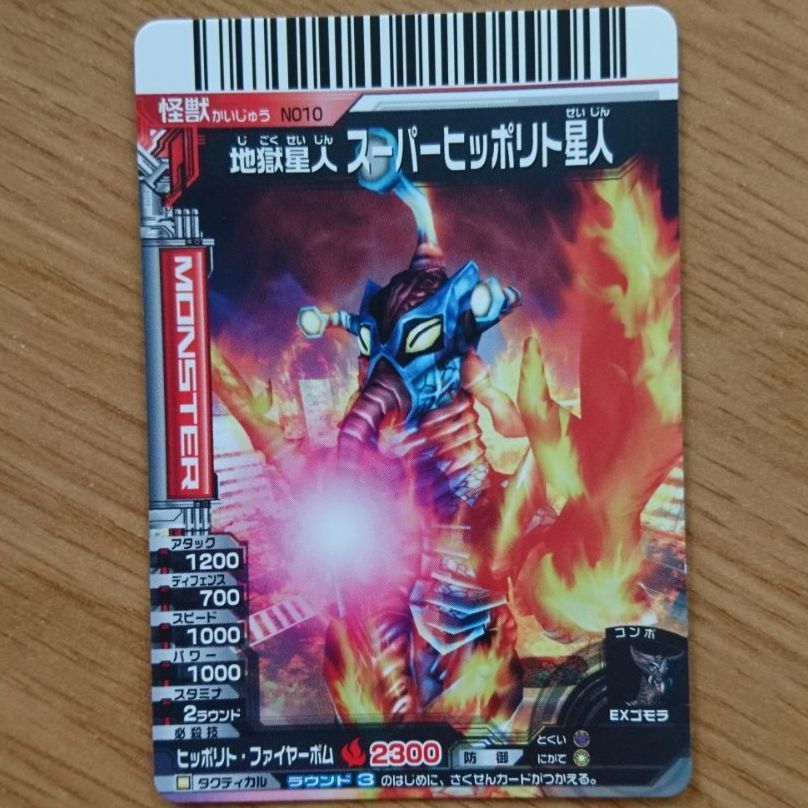 怪獣 かいじゅう NO10
じごくせいじん せいじん
地獄星人 スーパーヒッポリト星人
MONSTER
アタック
1200
ディフェンス
700
スピード
1000
パワー
1000
スタミナ
2ラウンド
必殺技
ヒッポリト・ファイヤーボム 2300 防御
とくい
にがて
コンボ
EXゴモラ
タクティカル ラウンド3 のはじめに、さくせんカードがつかえる。